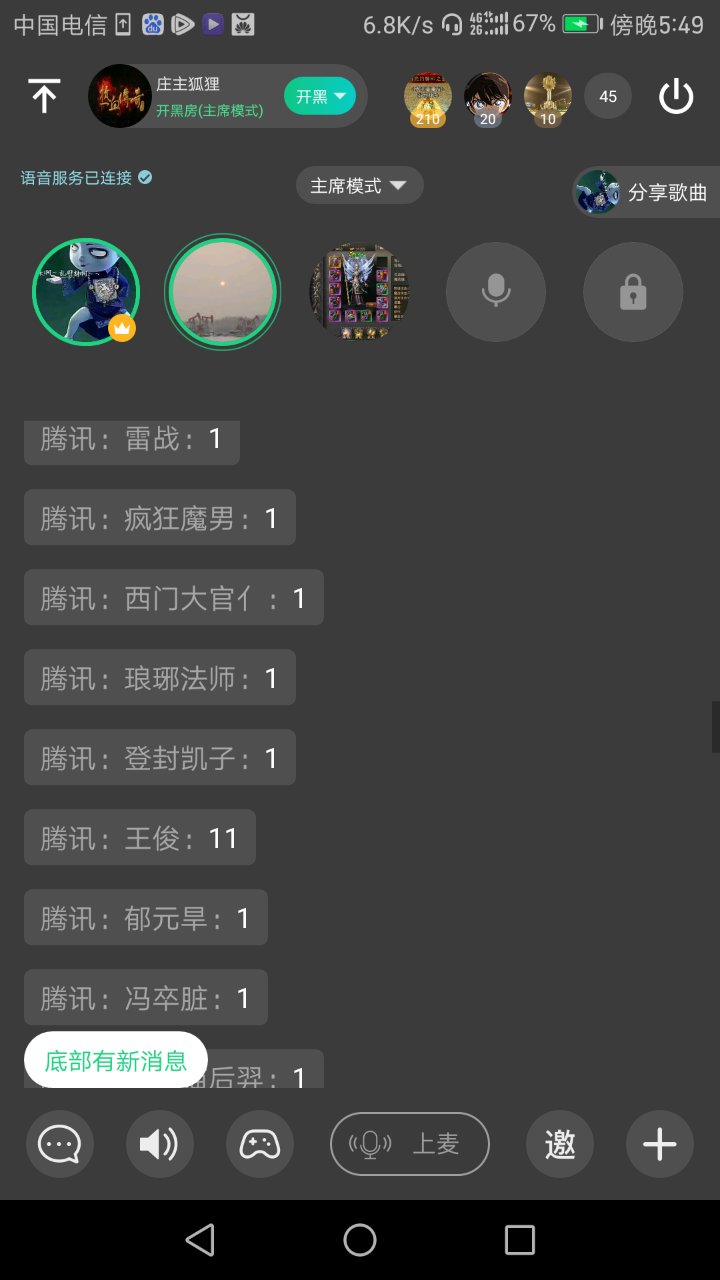 中国电信
6.8K/s
4G
2G
67%
傍晚5:49
庄主狐狸
开黑房(主席模式)
开黑
210
20
10
45
语音服务已连接
主席模式
分享歌曲
腾讯：雷战：1
腾讯：疯狂魔男：1
腾讯：西门大官亻：1
腾讯：琅琊法师：1
腾讯：登封凯子：1
腾讯：王俊：11
腾讯：郁元旱：1
腾讯：冯卒脏：1
后羿：1
底部有新消息
上麦
邀